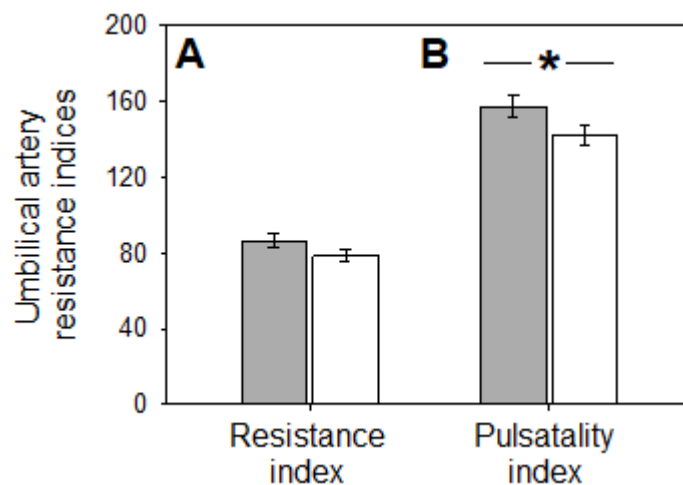 Umbilical artery
resistance indices
200
160
120
80
40
0
A
B
*
Resistance
index
Pulsatality
index